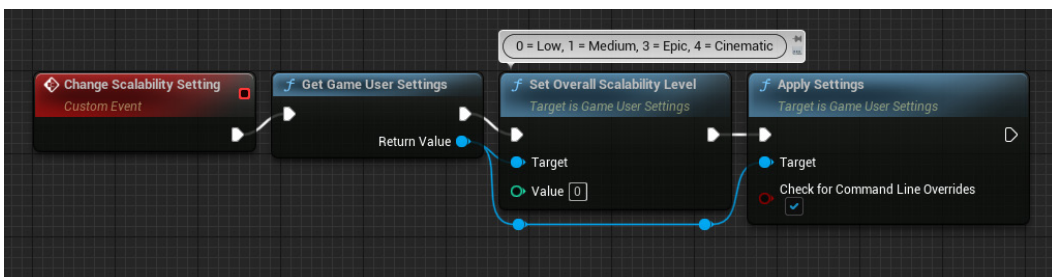 0 = Low, 1 = Medium, 3 = Epic, 4 = Cinematic
Change Scalability Setting
Custom Event
f Get Game User Settings
Return Value
f Set Overall Scalability Level
Target is Game User Settings
Target
Value 0
f Apply Settings
Target is Game User Settings
Target
Check for Command Line Overrides